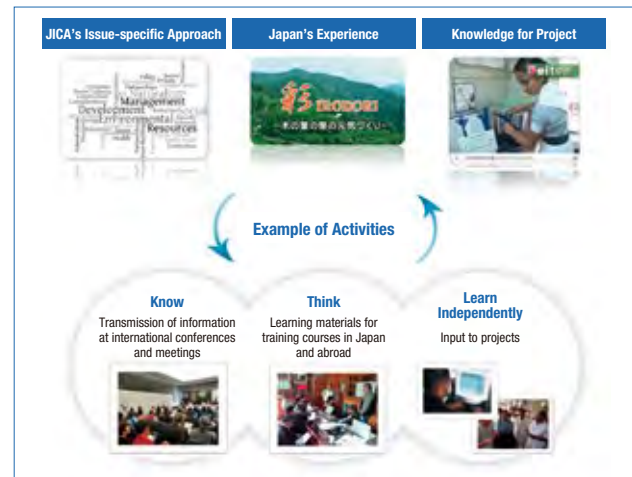 JICA's Issue-specific Approach
Japan's Experience
Knowledge for Project
Management
Development
Environmental
Resources
彩 IRODORI
Example of Activities
Know
Transmission of information
at international conferences
and meetings
Think
Learning materials for
training courses in Japan
and abroad
Learn
Independently
Input to projects